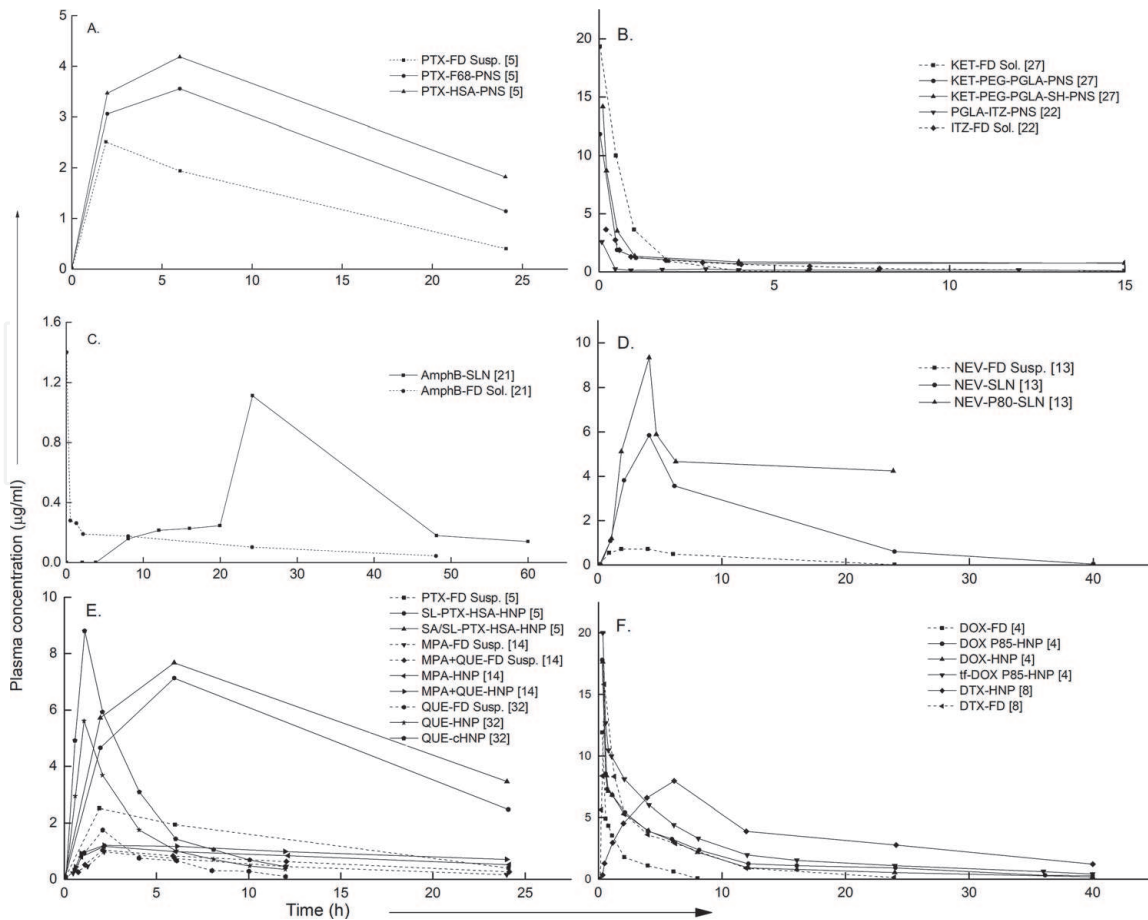 A.
PTX-FD Susp. [5]
PTX-F68-PNS [5]
PTX-HSA-PNS [5]
5
4
3
2
1
0
0 5 10 15 20 25
B.
KET-FD Sol. [27]
KET-PEG-PGLA-PNS [27]
KET-PEG-PGLA-SH-PNS [27]
PGLA-ITZ-PNS [22]
ITZ-FD Sol. [22]
20
15
10
5
0
0 5 10 15
C.
AmphB-SLN [21]
AmphB-FD Sol. [21]
1.6
1.2
0.8
0.4
0.0
0 10 20 30 40 50 60
D.
NEV-FD Susp. [13]
NEV-SLN [13]
NEV-P80-SLN [13]
10
8
6
4
2
0
0 10 20 30 40
E.
PTX-FD Susp. [5]
SL-PTX-HSA-HNP [5]
SA/SL-PTX-HSA-HNP [5]
MPA-FD Susp. [14]
MPA+QUE-FD Susp. [14]
MPA-HNP [14]
MPA+QUE-HNP [14]
QUE-FD Susp. [32]
QUE-HNP [32]
QUE-cHNP [32]
10
8
6
4
2
0
0 5 10 15 20 25
F.
DOX-FD [4]
DOX P85-HNP [4]
DOX-HNP [4]
tf-DOX P85-HNP [4]
DTX-HNP [8]
DTX-FD [8]
20
15
10
5
0
0 10 20 30 40
Plasma concentration (µg/ml)
Time (h)